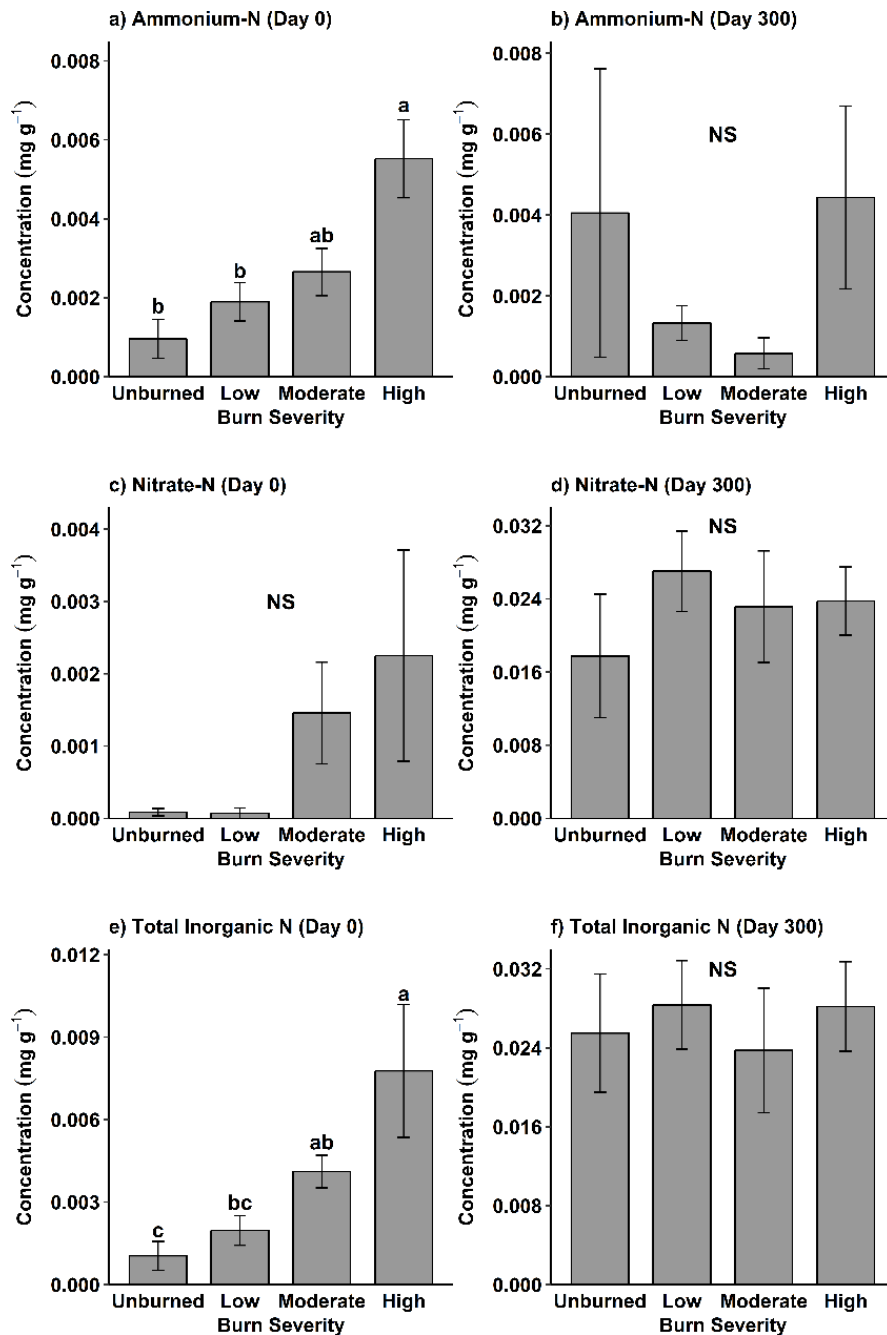 a) Ammonium-N (Day 0)
Concentration (mg g⁻¹)
0.008
0.006
0.004
0.002
0.000
a
ab
b
b
Unburned Low Moderate High
Burn Severity
b) Ammonium-N (Day 300)
Concentration (mg g⁻¹)
0.008
0.006
0.004
0.002
0.000
NS
Unburned Low Moderate High
Burn Severity
c) Nitrate-N (Day 0)
Concentration (mg g⁻¹)
0.004
0.003
0.002
0.001
0.000
NS
Unburned Low Moderate High
Burn Severity
d) Nitrate-N (Day 300)
Concentration (mg g⁻¹)
0.032
0.024
0.016
0.008
0.000
NS
Unburned Low Moderate High
Burn Severity
e) Total Inorganic N (Day 0)
Concentration (mg g⁻¹)
0.012
0.009
0.006
0.003
0.000
a
ab
bc
c
Unburned Low Moderate High
Burn Severity
f) Total Inorganic N (Day 300)
Concentration (mg g⁻¹)
0.032
0.024
0.016
0.008
0.000
NS
Unburned Low Moderate High
Burn Severity